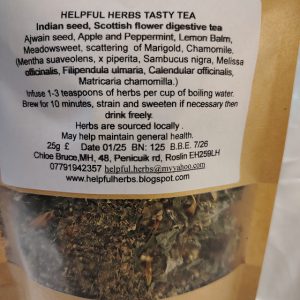 HELPFUL HERBS TASTY TEA
Indian seed, Scottish flower digestive tea
Ajwain seed, Apple and Peppermint, Lemon Balm,
Meadowsweet, scattering of Marigold, Chamomile.
(Mentha suaveolens, x piperita, Sambucus nigra, Melissa
officinalis, Filipendula ulmaria, Calendular officinalis,
Matricaria chamomilla.)
Infuse 1-3 teaspoons of herbs per cup of boiling water.
Brew for 10 minutes, strain and sweeten if necessary then
drink freely.
Herbs are sourced locally
May help maintain general health.
25g £ Date 01/25 BN: 125 B.B.E. 7/26
Chloe Bruce,MH, 48, Penicuik rd, Roslin EH259LH
07791942357 helpful.herbs@myyahoo.com
www.helpfulherbs.blogspot.com